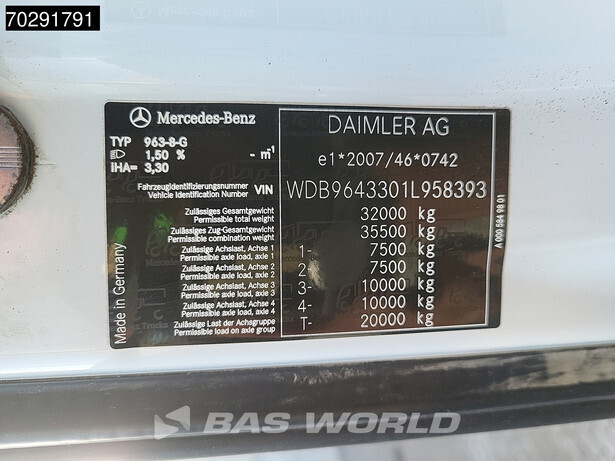 70291791
Mercedes-Benz
DAIMLER AG
TYP 963-8-G
1,50 % - m-1
IHA= 3,30
e1*2007/46*0742
Fahrzeugidentifizierungsnummer
Vehicle Identification Number VIN WDB9643301L958393
Zulässiges Gesamtgewicht
Permissible total weight 32000 kg
Zulässiges Zug-Gesamtgewicht
Permissible combination weight 35500 kg
Zulässige Achslast, Achse 1
Permissible axle load, axle 1 1- 7500 kg
Zulässige Achslast, Achse 2
Permissible axle load, axle 2 2- 7500 kg
Zulässige Achslast, Achse 3
Permissible axle load, axle 3 3- 10000 kg
Zulässige Achslast, Achse 4
Permissible axle load, axle 4 4- 10000 kg
Zulässige Last der Achsgruppe
Permissible load on axle group T- 20000 kg
Made in Germany
A 000 584 98 01
BAS WORLD